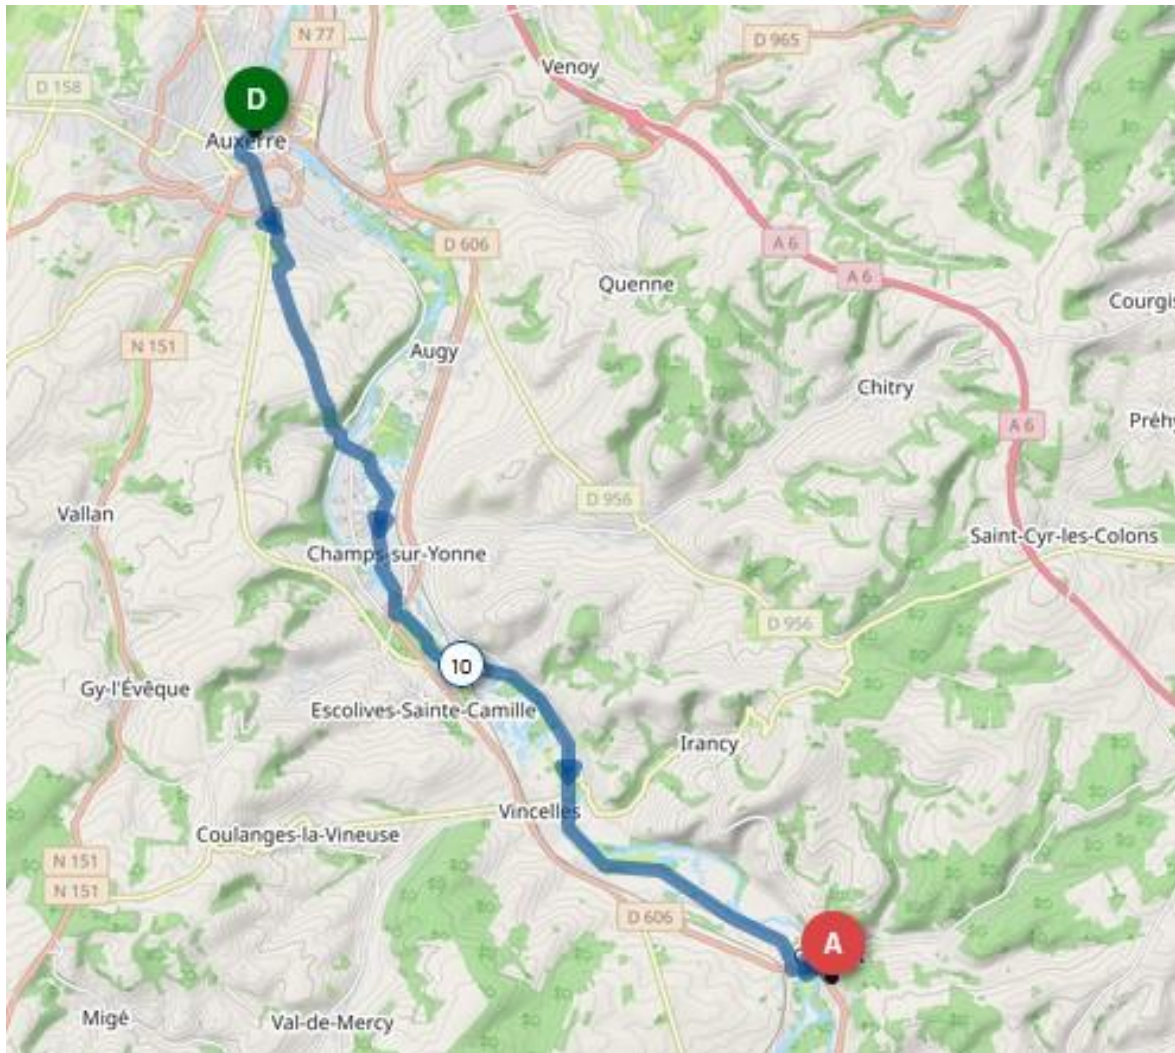 N 77
D 965
Venoy
D 158
D
Auxerre
A 6
D 606
A 6
Quenne
Courgis
N 151
Augy
Chitry
A 6
Préhy
D 956
Vallan
Saint-Cyr-les-Colons
Champs-sur-Yonne
D 956
10
Gy-l'Évêque
Escolives-Sainte-Camille
Irancy
Vincelles
Coulanges-la-Vineuse
N 151
N 151
D 606
A
Migé
Val-de-Mercy